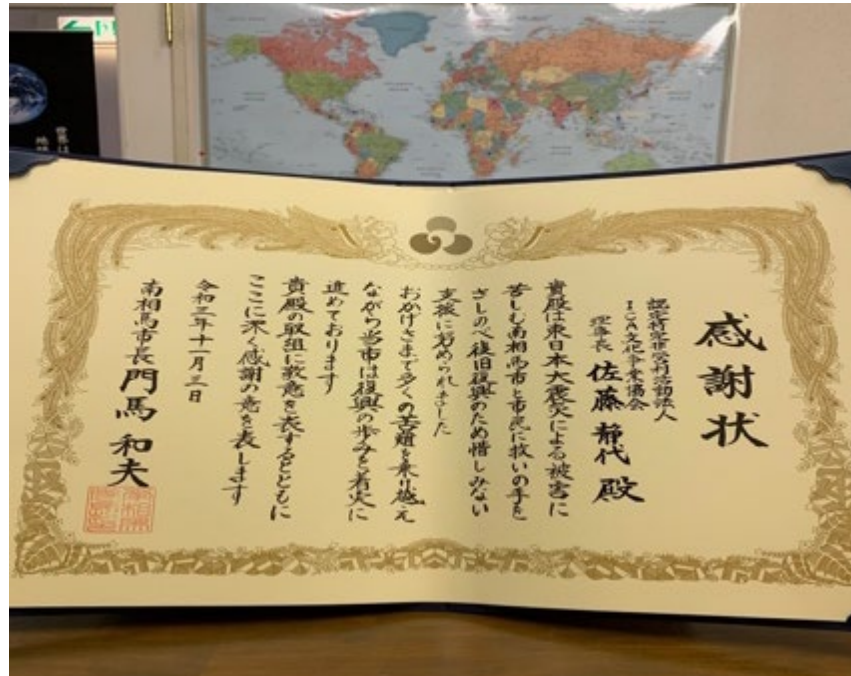 感謝状
認定特定非営利活動法人
ICA文化事業協会
理事長 佐藤静代 殿
貴殿は東日本大震災による被害に
苦しむ南相馬市と市民に救いの手を
さしのべ復旧復興のため惜しみない
支援に努められました
おかげさまで多くの苦難を乗り越え
ながら当市は復興の歩みを着実に
進めております
貴殿の取組に敬意を表するとともに
ここに深く感謝の意を表します
令和三年十一月三日
南相馬市長 門馬和夫
世界は
地球